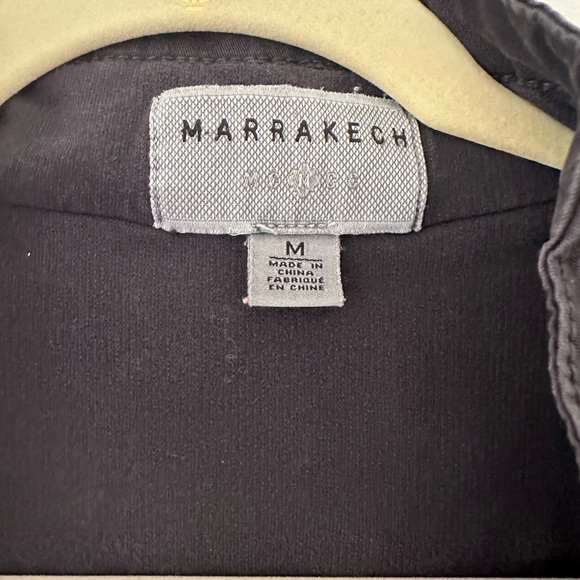 MARRAKECH
M
MADE IN
CHINA
FABRIQUÉ
EN CHINE